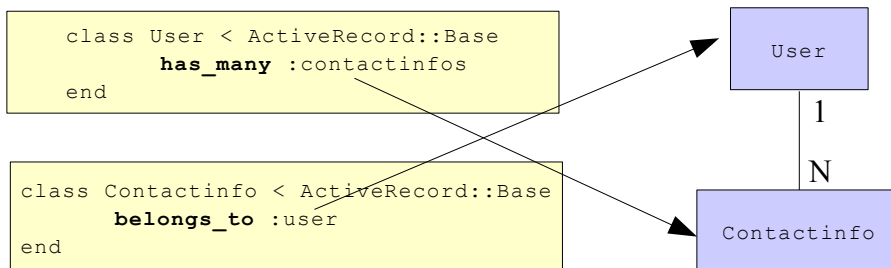 class User < ActiveRecord::Base
has_many :contactinfos
end
class Contactinfo < ActiveRecord::Base
belongs_to :user
end
User
1
N
Contactinfo